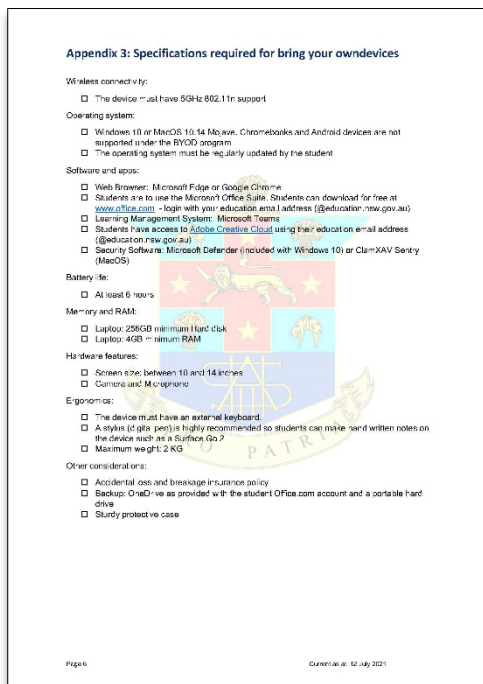 Appendix 3: Specifications required for bring your owndevices
Wireless connectivity:
☐ The device must have 5GHz 802.11n support
Operating system:
☐ Windows 10 or MacOS 10.14 Mojave. Chromebooks and Android devices are not
supported under the BYOD program
☐ The operating system must be regularly updated by the student
Software and apps:
☐ Web Browser: Microsoft Edge or Google Chrome
☐ Students are to use the Microsoft Office Suite. Students can download for free at
www.office.com - login with your education email address (@education.nsw.gov.au)
☐ Learning Management System: Microsoft Teams
☐ Students have access to Adobe Creative Cloud using their education email address
(@education.nsw.gov.au)
☐ Security Software: Microsoft Defender (included with Windows 10) or ClamXAV Sentry
(MacOS)
Battery life:
☐ At least 6 hours
Memory and RAM:
☐ Laptop: 256GB minimum Hard disk
☐ Laptop: 4GB minimum RAM
Hardware features:
☐ Screen size: between 10 and 14 inches
☐ Camera and Microphone
Ergonomics:
☐ The device must have an external keyboard.
☐ A stylus (digital pen) is highly recommended so students can make hand written notes on
the device such as a Surface Go 2
☐ Maximum weight: 2 KG
Other considerations:
☐ Accidental loss and breakage insurance policy
☐ Backup: OneDrive as provided with the student Office.com account and a portable hard
drive
☐ Sturdy protective case
Page 6
Current as at: 12 July 2021